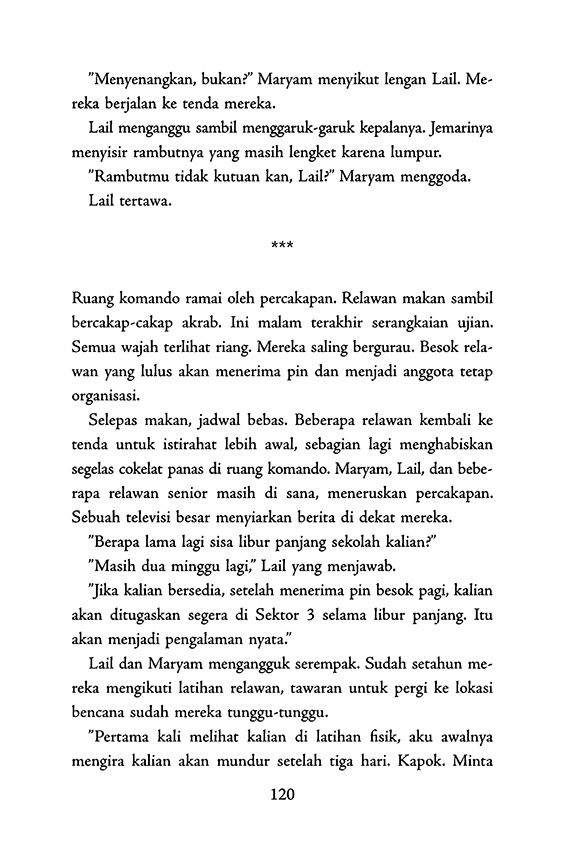 ”Menyenangkan, bukan?” Maryam menyikut lengan Lail. Me-
reka berjalan ke tenda mereka.
Lail menganggu sambil menggaruk-garuk kepalanya. Jemarinya
menyisir rambutnya yang masih lengket karena lumpur.
”Rambutmu tidak kutuan kan, Lail?” Maryam menggoda.
Lail tertawa.
***
Ruang komando ramai oleh percakapan. Relawan makan sambil
bercakap-cakap akrab. Ini malam terakhir serangkaian ujian.
Semua wajah terlihat riang. Mereka saling bergurau. Besok rela-
wan yang lulus akan menerima pin dan menjadi anggota tetap
organisasi.
Selepas makan, jadwal bebas. Beberapa relawan kembali ke
tenda untuk istirahat lebih awal, sebagian lagi menghabiskan
segelas cokelat panas di ruang komando. Maryam, Lail, dan bebe-
rapa relawan senior masih di sana, meneruskan percakapan.
Sebuah televisi besar menyiarkan berita di dekat mereka.
”Berapa lama lagi sisa libur panjang sekolah kalian?”
”Masih dua minggu lagi,” Lail yang menjawab.
”Jika kalian bersedia, setelah menerima pin besok pagi, kalian
akan ditugaskan segera di Sektor 3 selama libur panjang. Itu
akan menjadi pengalaman nyata.”
Lail dan Maryam mengangguk serempak. Sudah setahun me-
reka mengikuti latihan relawan, tawaran untuk pergi ke lokasi
bencana sudah mereka tunggu-tunggu.
”Pertama kali melihat kalian di latihan fisik, aku awalnya
mengira kalian akan mundur setelah tiga hari. Kapok. Minta
120